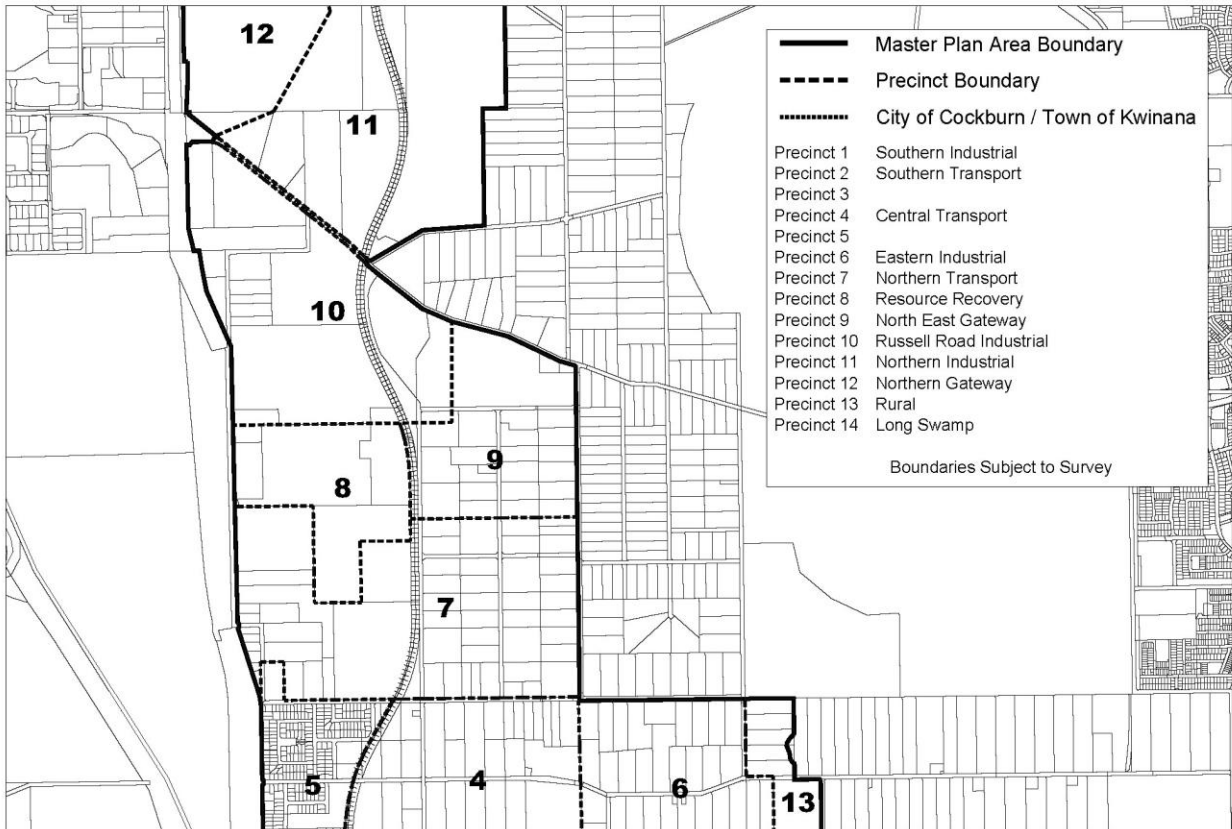 12
11
10
9
8
7
5
4
6
13
Master Plan Area Boundary
Precinct Boundary
City of Cockburn / Town of Kwinana
Precinct 1 Southern Industrial
Precinct 2 Southern Transport
Precinct 3
Precinct 4 Central Transport
Precinct 5
Precinct 6 Eastern Industrial
Precinct 7 Northern Transport
Precinct 8 Resource Recovery
Precinct 9 North East Gateway
Precinct 10 Russell Road Industrial
Precinct 11 Northern Industrial
Precinct 12 Northern Gateway
Precinct 13 Rural
Precinct 14 Long Swamp
Boundaries Subject to Survey